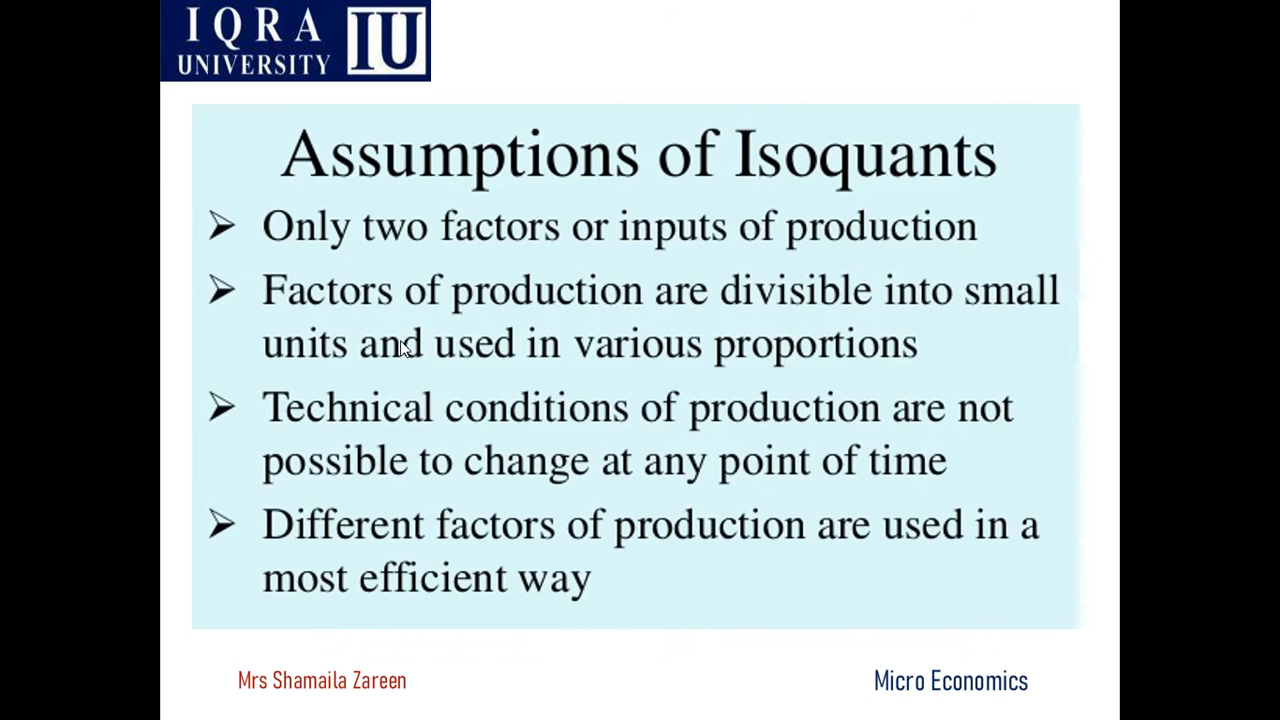 IQRA
UNIVERSITY
IU
Assumptions of Isoquants
➢ Only two factors or inputs of production
➢ Factors of production are divisible into small
units and used in various proportions
➢ Technical conditions of production are not
possible to change at any point of time
➢ Different factors of production are used in a
most efficient way
Mrs Shamaila Zareen
Micro Economics